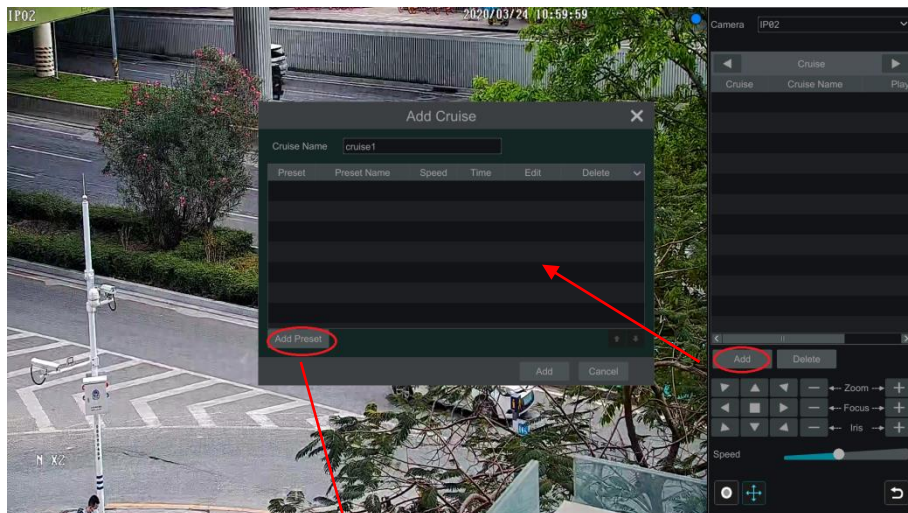 IP02
2020/03/24 10:59:59
Camera IP02
Cruise
Cruise Cruise Name Play
Add Cruise
Cruise Name cruise1
Preset Preset Name Speed Time Edit Delete
Add Preset
Add Cancel
Add Delete
Zoom
Focus
Iris
Speed
N X2